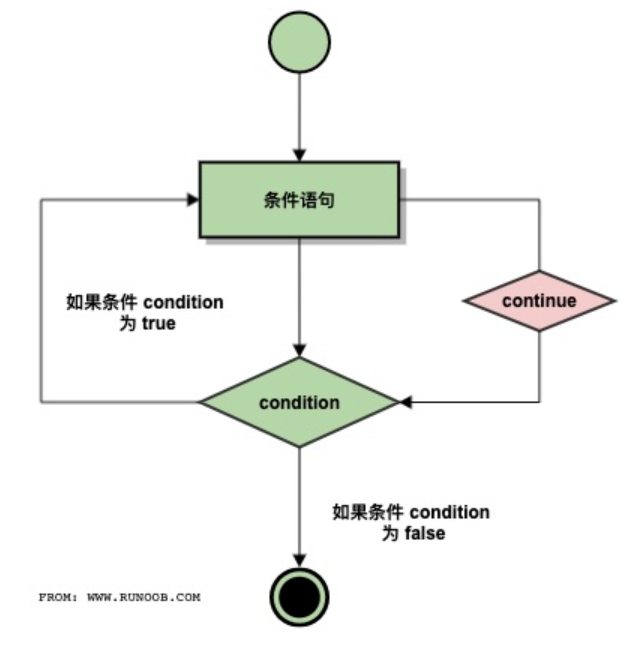 条件语句
如果条件 condition
为 true
continue
condition
如果条件 condition
为 false
FROM: WWW.RUNOOB.COM